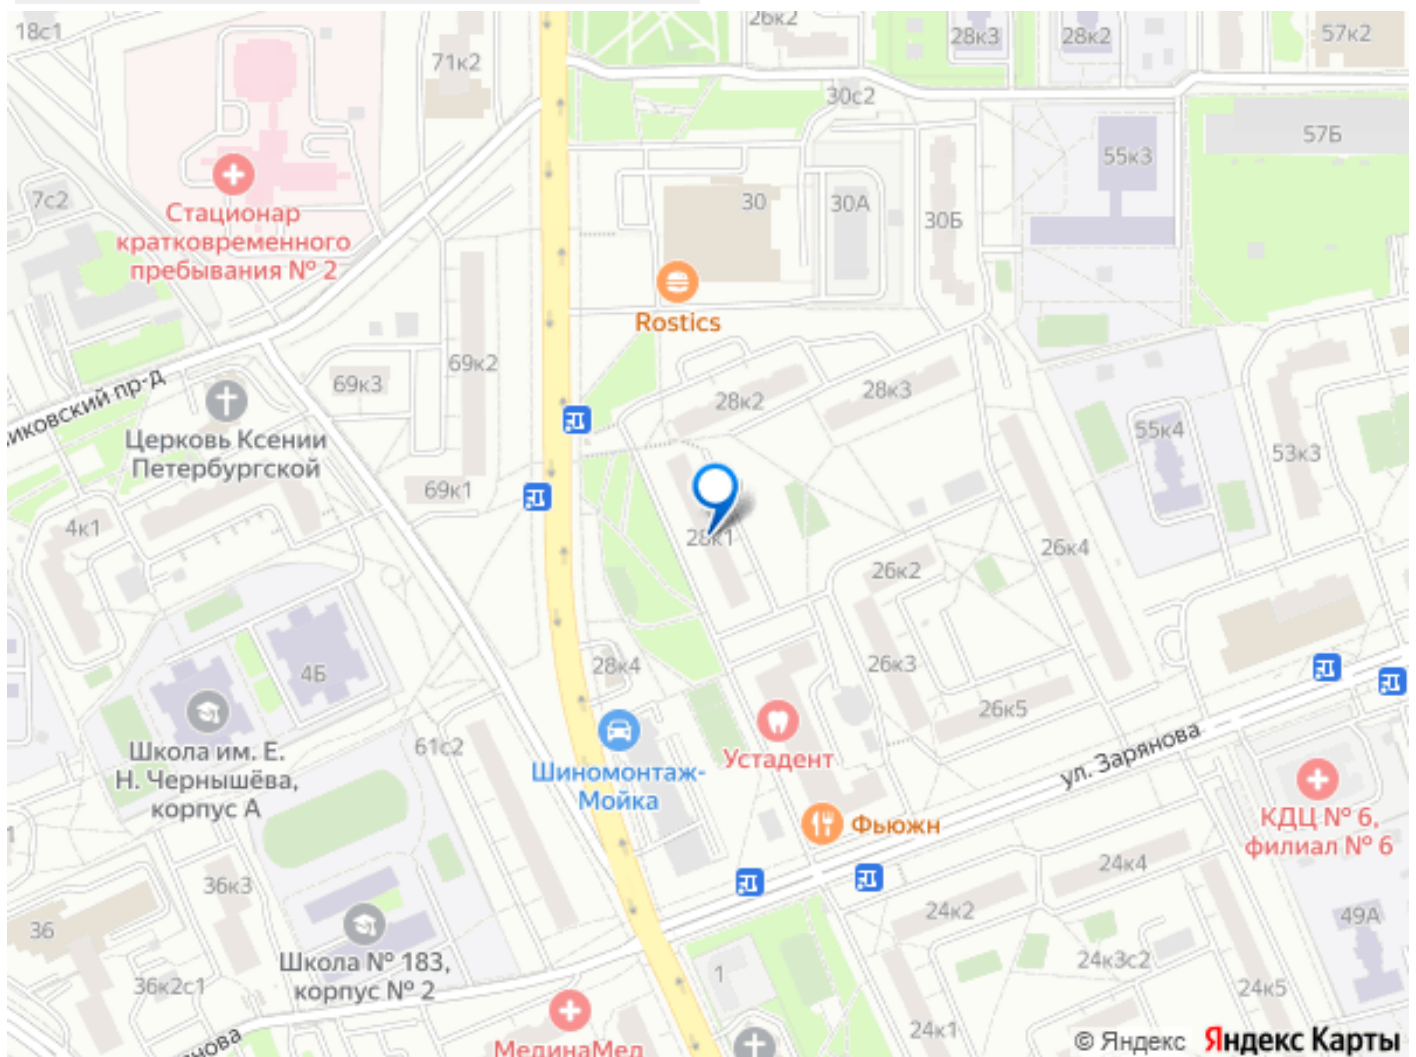 18с1
26к2
28к3
28к2
57к2
71к2
30с2
57Б
55к3
7с2
30
30А
30Б
Стационар
кратковременного
пребывания № 2
Rostics
69к2
69к3
28к2
28к3
иковский пр-д
Церковь Ксении
Петербургской
55к4
53к3
69к1
4к1
28к1
26к4
26к2
4Б
28к4
26к3
26к5
Школа им. Е.
Н. Чернышёва,
корпус А
61с2
Шиномонтаж-
Мойка
Устадент
ул. Зарянова
Фьюжн
КДЦ № 6,
филиал № 6
1
36к3
24к4
24к2
49А
36
Школа № 183,
корпус № 2
36к2с1
1
24к3с2
24к5
24к1
нова
МединаМед
© Яндекс Яндекс Карты